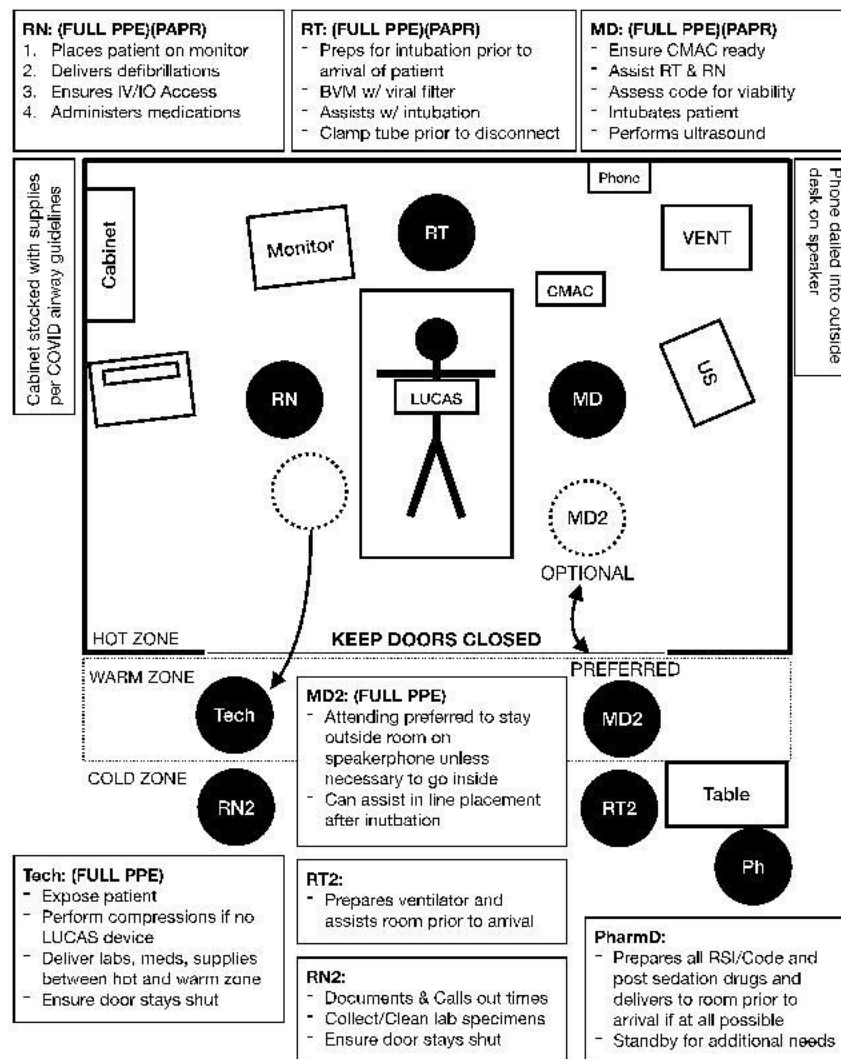 RN: (FULL PPE)(PAPR)
1. Places patient on monitor
2. Delivers defibrillations
3. Ensures IV/IO Access
4. Administers medications
RT: (FULL PPE)(PAPR)
- Preps for intubation prior to
arrival of patient
- BVM w/ viral filter
- Assists w/ intubation
- Clamp tube prior to disconnect
MD: (FULL PPE)(PAPR)
- Ensure CMAC ready
- Assist RT & RN
- Assess code for viability
- Intubates patient
- Performs ultrasound
Cabinet stocked with supplies
per COVID airway guidelines
Cabinet
Monitor
RT
Phone
VENT
Phone dailed into outside
desk on speaker
CMAC
US
RN
LUCAS
MD
MD2
OPTIONAL
HOT ZONE
KEEP DOORS CLOSED
WARM ZONE
PREFERRED
Tech
MD2
MD2: (FULL PPE)
- Attending preferred to stay
outside room on
speakerphone unless
necessary to go inside
- Can assist in line placement
after inutbation
COLD ZONE
RN2
RT2
Table
Ph
Tech: (FULL PPE)
- Expose patient
- Perform compressions if no
LUCAS device
- Deliver labs, meds, supplies
between hot and warm zone
- Ensure door stays shut
RT2:
- Prepares ventilator and
assists room prior to arrival
RN2:
- Documents & Calls out times
- Collect/Clean lab specimens
- Ensure door stays shut
PharmD:
- Prepares all RSI/Code and
post sedation drugs and
delivers to room prior to
arrival if at all possible
- Standby for additional needs